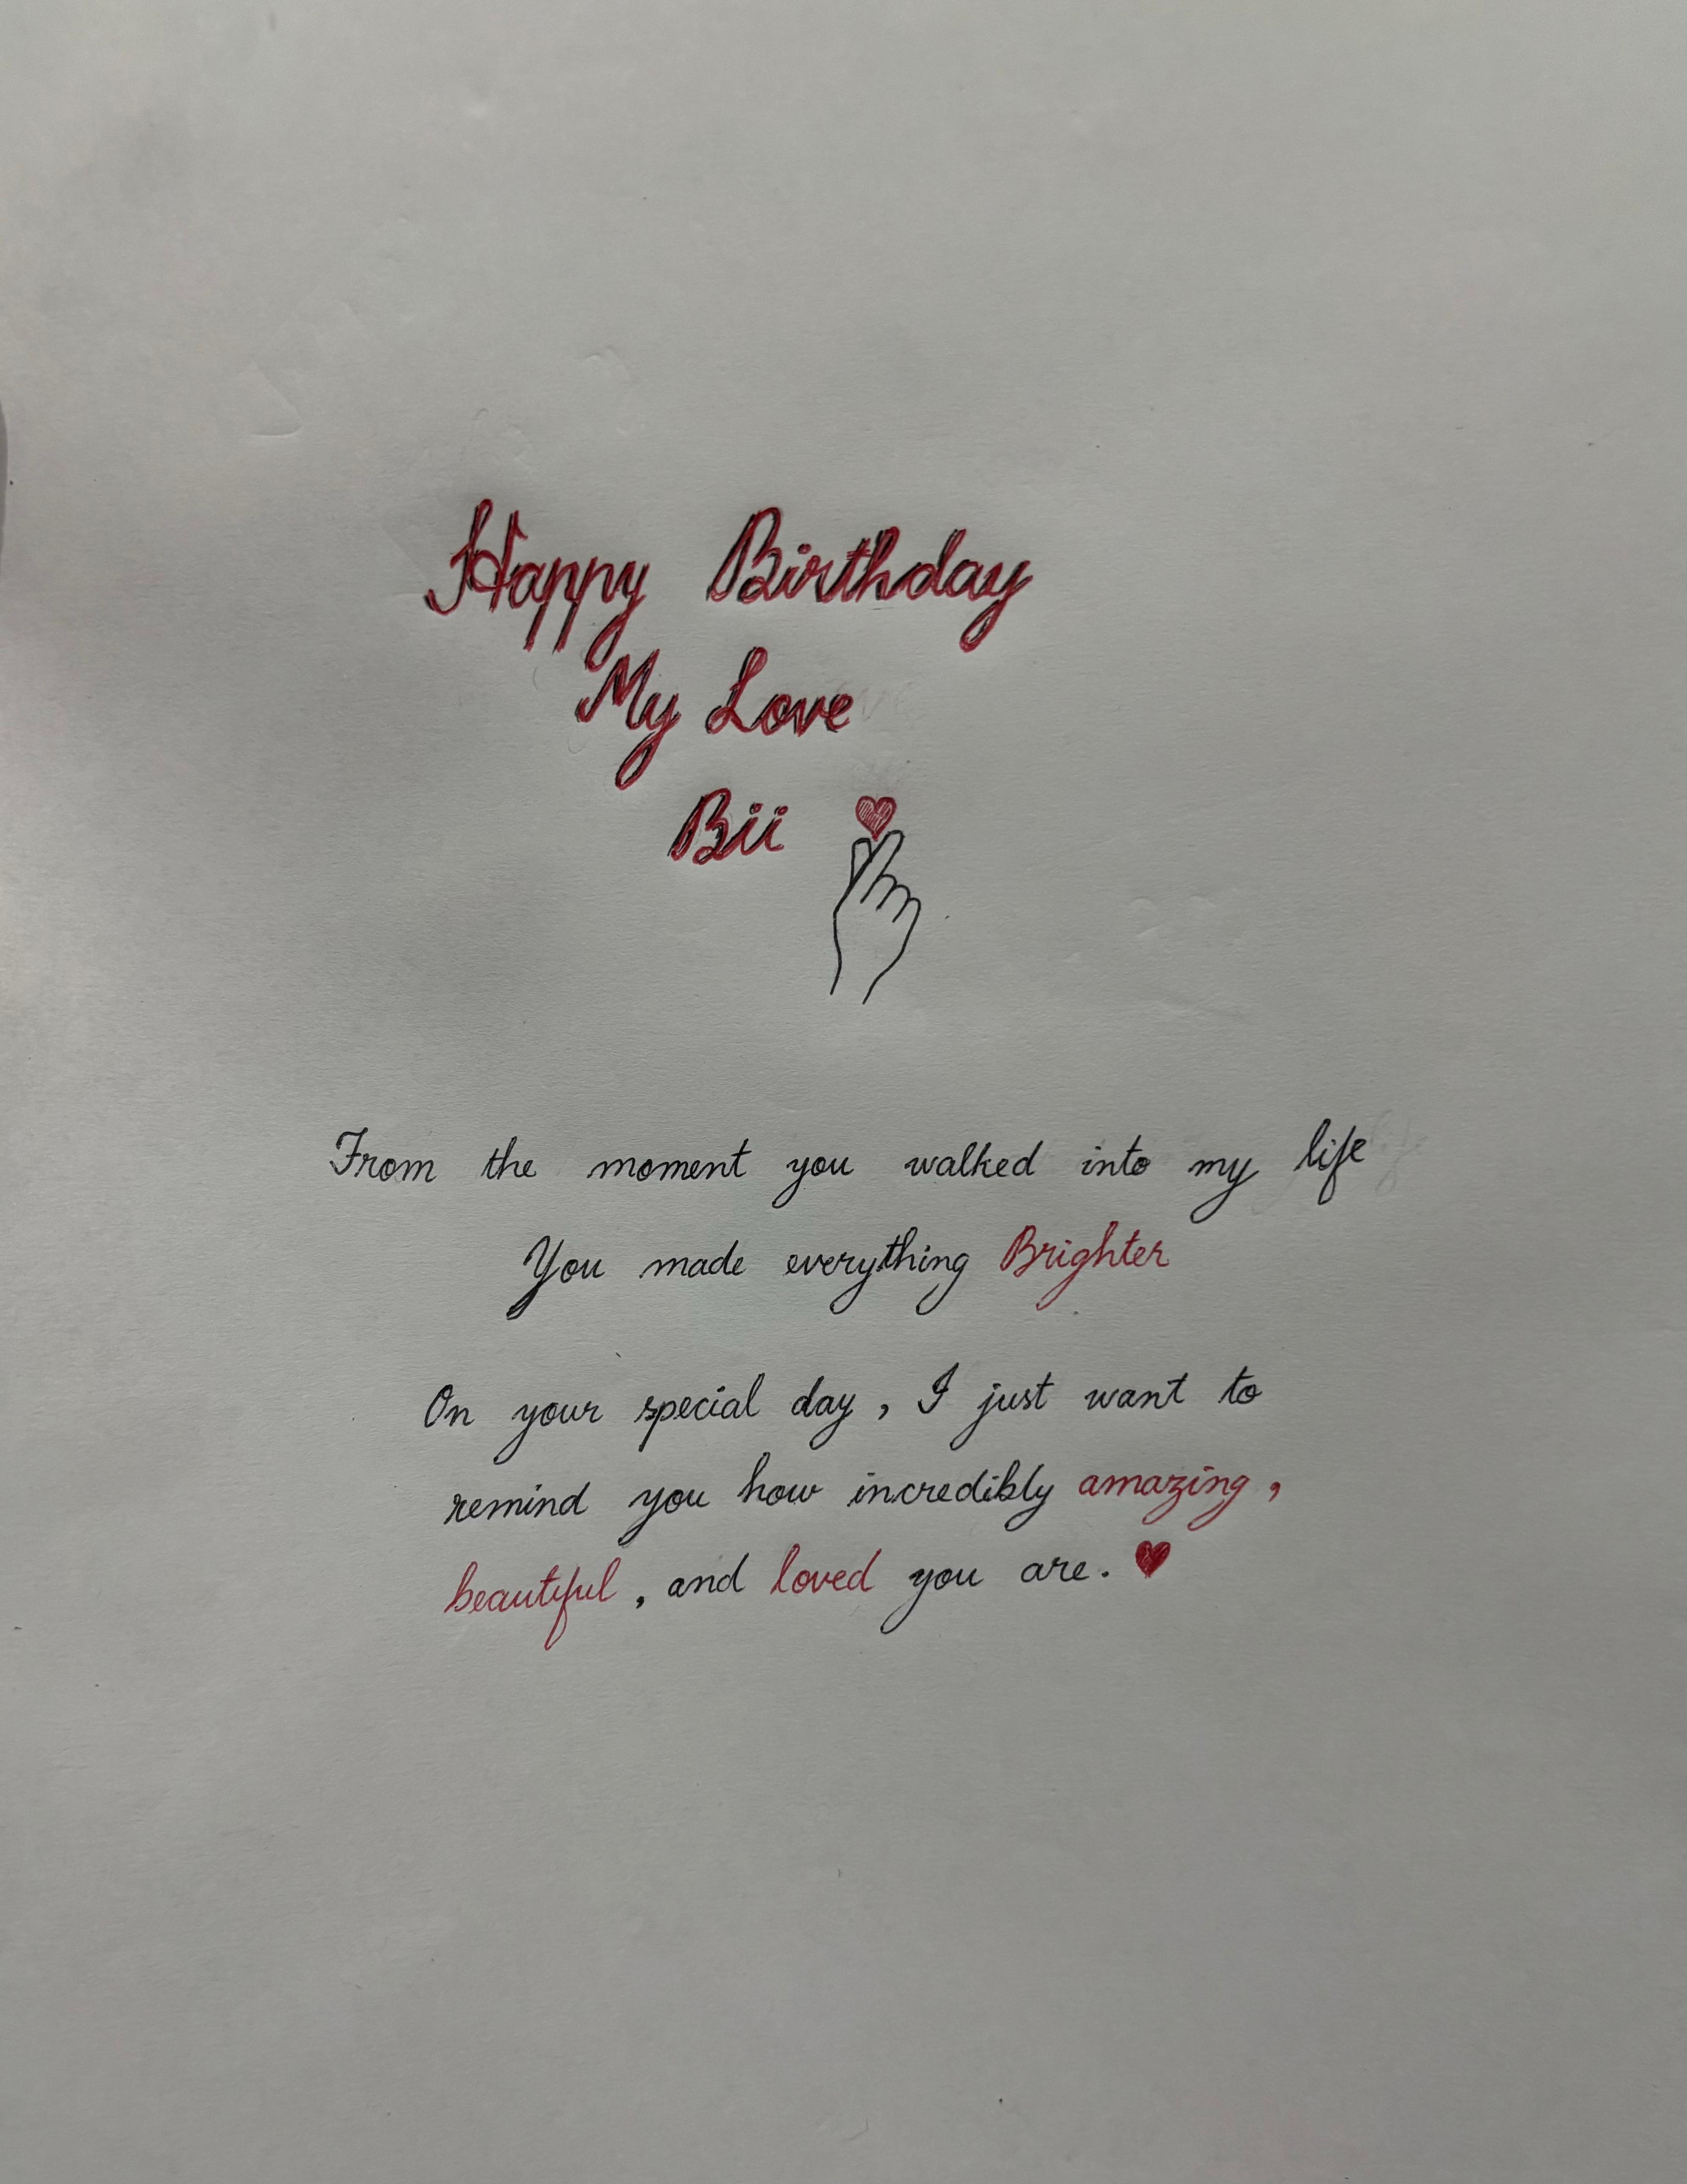 Happy Birthday
My Love
Bii
From the moment you walked into my life
You made everything Brighter
On your special day, I just want to
remind you how incredibly amazing,
beautiful, and loved you are. ♥